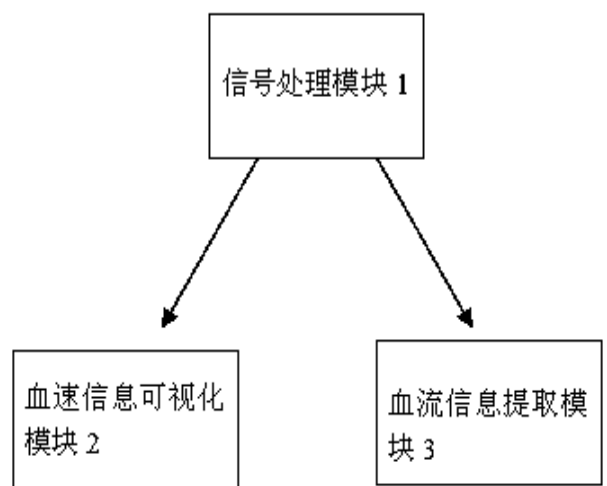 信号处理模块 1
血速信息可视化
模块 2
血流信息提取模
块 3